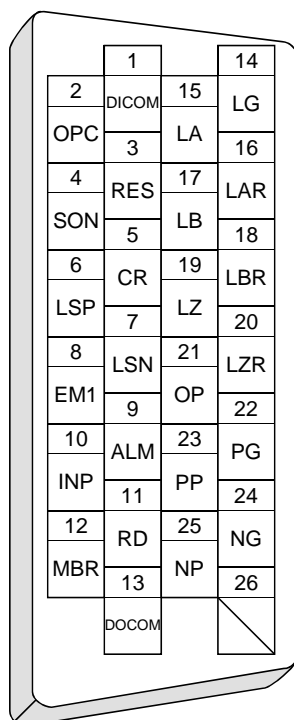 1 14
2 DICOM 15 LG
OPC 3 LA 16
4 RES 17 LAR
SON 5 LB 18
6 CR 19 LBR
LSP 7 LZ 20
8 LSN 21 LZR
EM1 9 OP 22
10 ALM 23 PG
INP 11 PP 24
12 RD 25 NG
MBR 13 NP 26
DOCOM